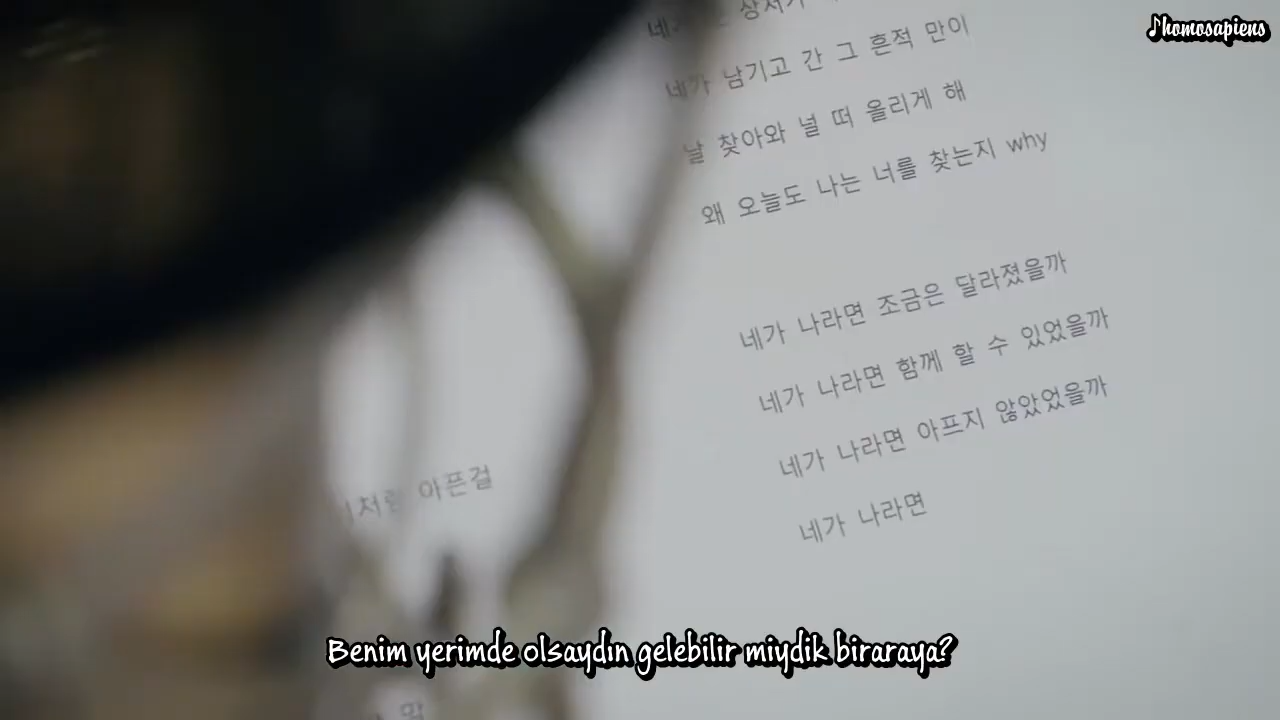 homosapiens
상처가
네가 남기고 간 그 흔적 만이
날 찾아와 널 떠 올리게 해
왜 오늘도 나는 너를 찾는지 why
네가 나라면 조금은 달라졌을까
네가 나라면 함께 할 수 있었을까
네가 나라면 아프지 않았었을까
네가 나라면
아픈걸
Benim yerimde olsaydın gelebilir miydik biraraya?